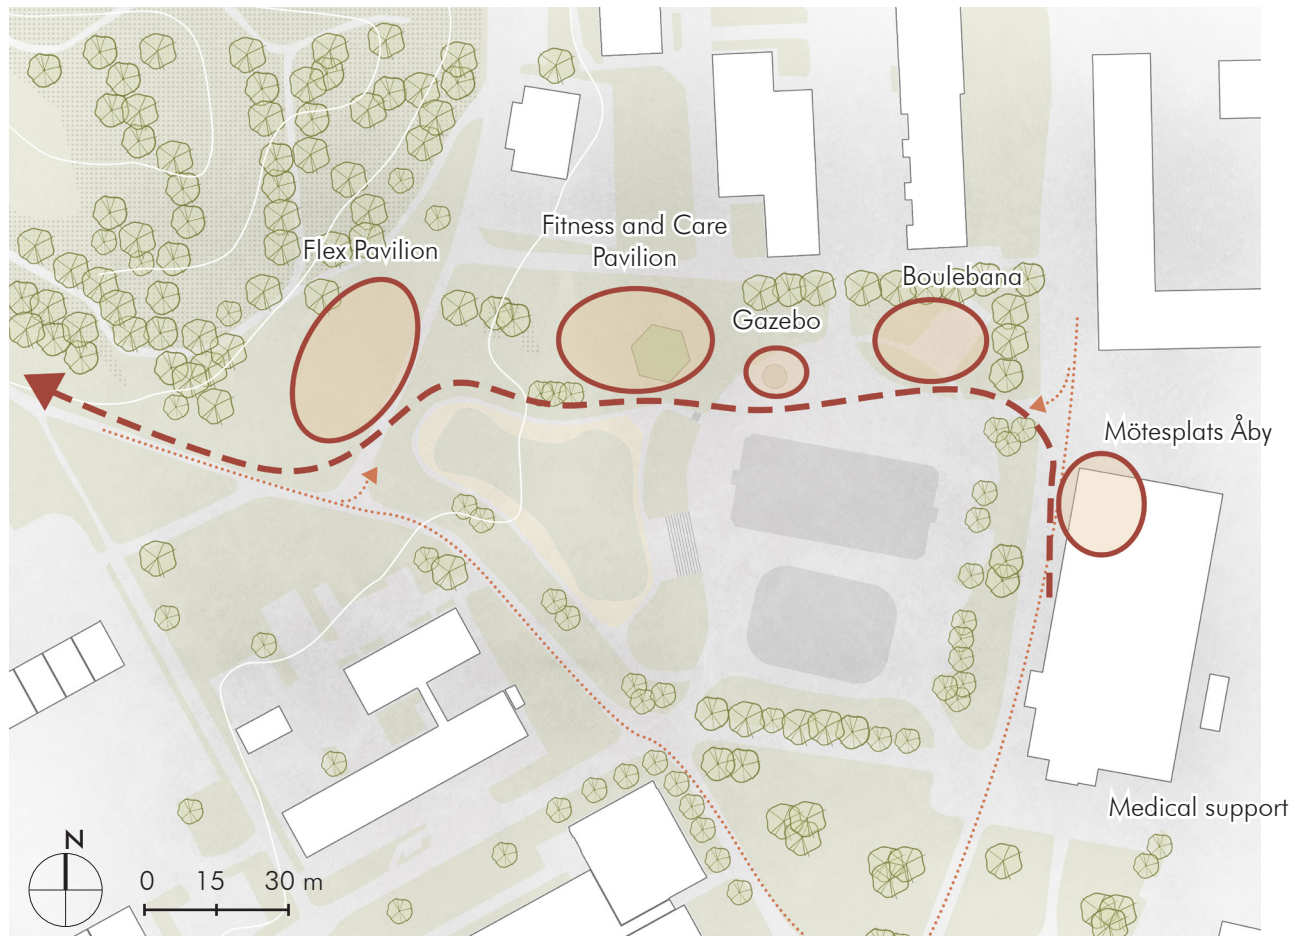 Fitness and Care
Pavilion
Flex Pavilion
Boulebana
Gazebo
Mötesplats Åby
Medical support
N
0 15 30 m